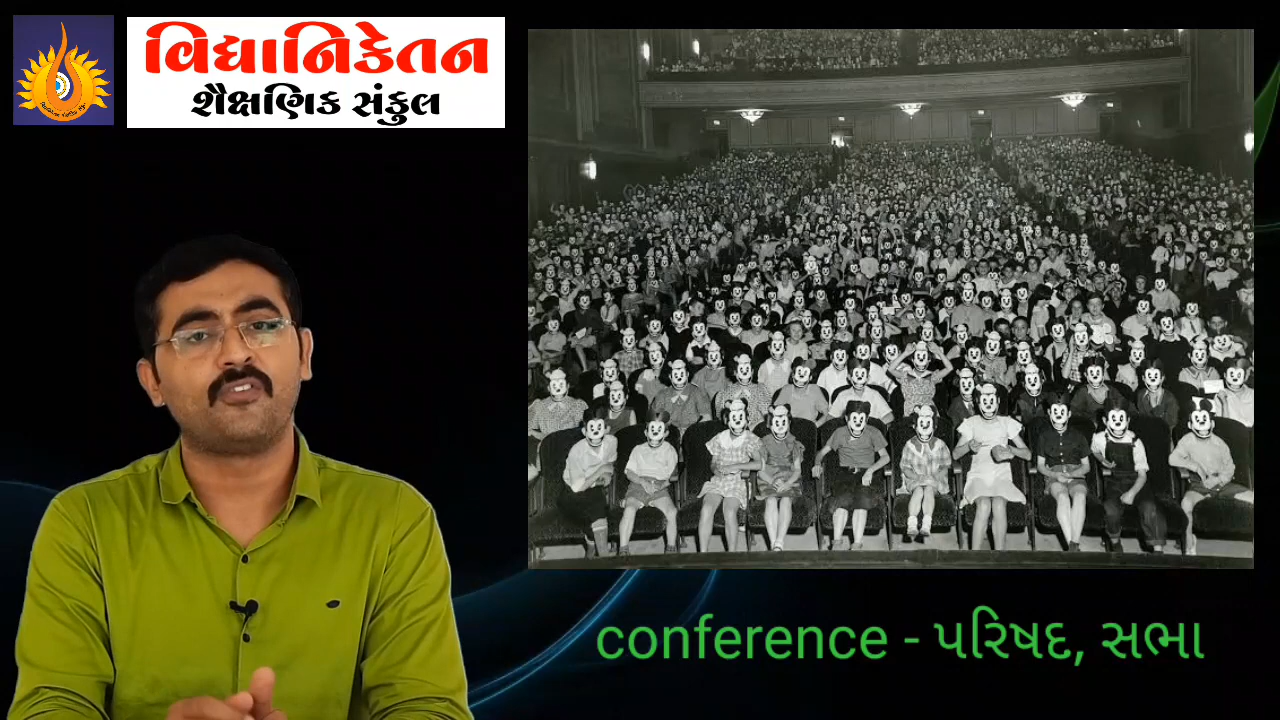 વિદ્યાનિકેતન
શૈક્ષણિક સંકુલ
conference - પરિષદ, સભા